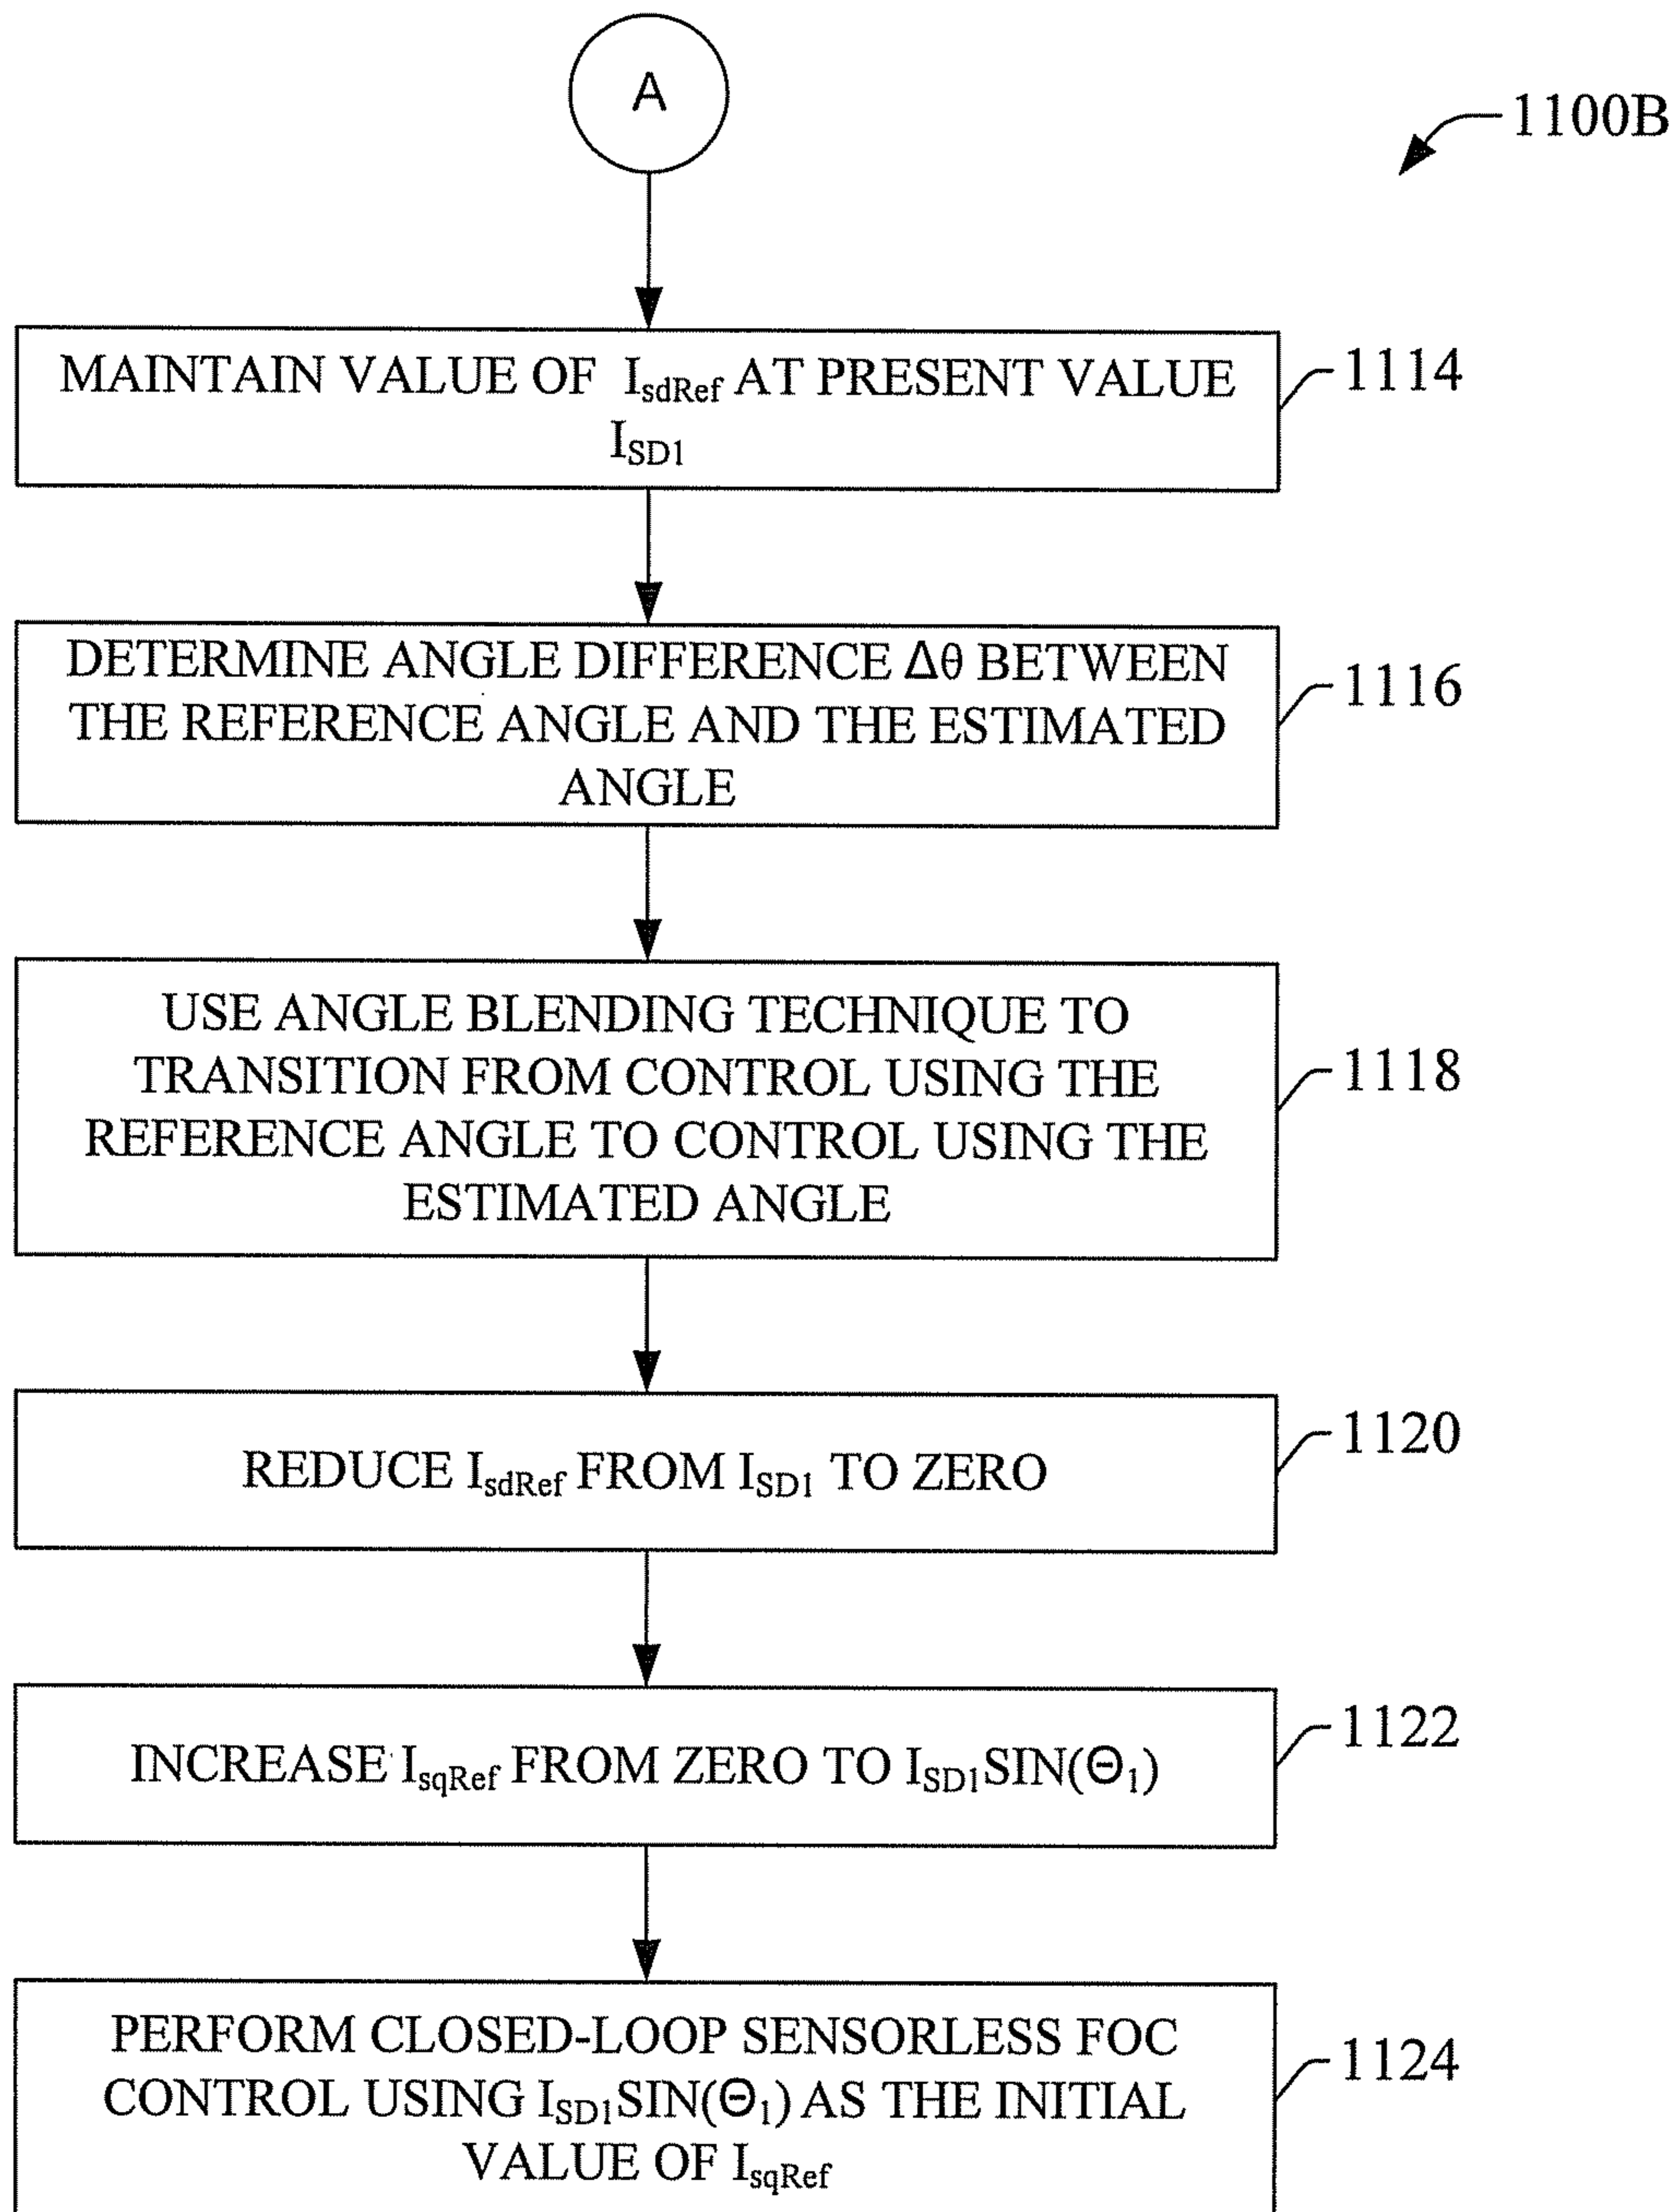 A
1100B
MAINTAIN VALUE OF IsdRef AT PRESENT VALUE
ISD1
1114
DETERMINE ANGLE DIFFERENCE Δθ BETWEEN
THE REFERENCE ANGLE AND THE ESTIMATED
ANGLE
1116
USE ANGLE BLENDING TECHNIQUE TO
TRANSITION FROM CONTROL USING THE
REFERENCE ANGLE TO CONTROL USING THE
ESTIMATED ANGLE
1118
REDUCE IsdRef FROM ISD1 TO ZERO
1120
INCREASE IsqRef FROM ZERO TO ISD1SIN(Θ1)
1122
PERFORM CLOSED-LOOP SENSORLESS FOC
CONTROL USING ISD1SIN(Θ1) AS THE INITIAL
VALUE OF IsqRef
1124